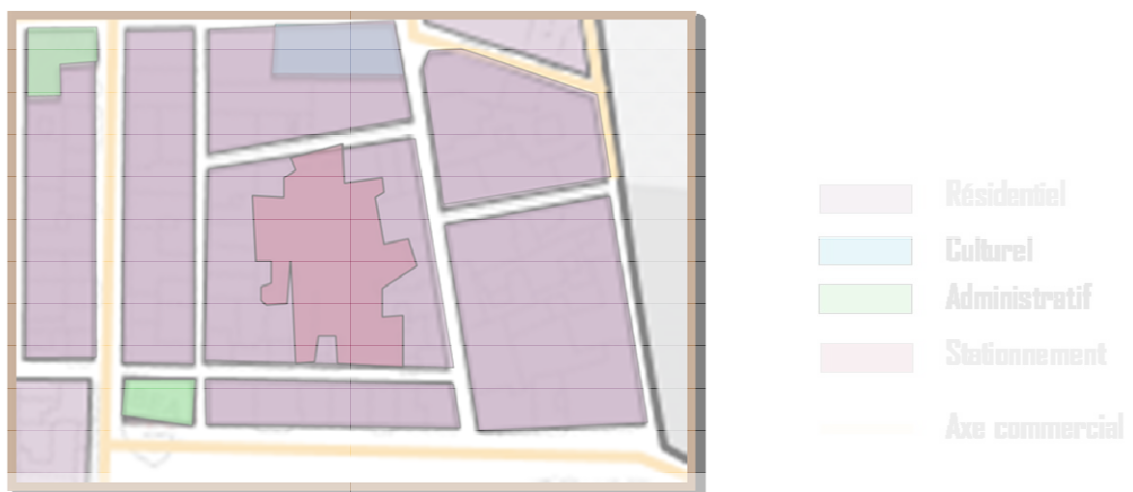 Résidentiel
Culturel
Administratif
Stationnement
Axe commercial